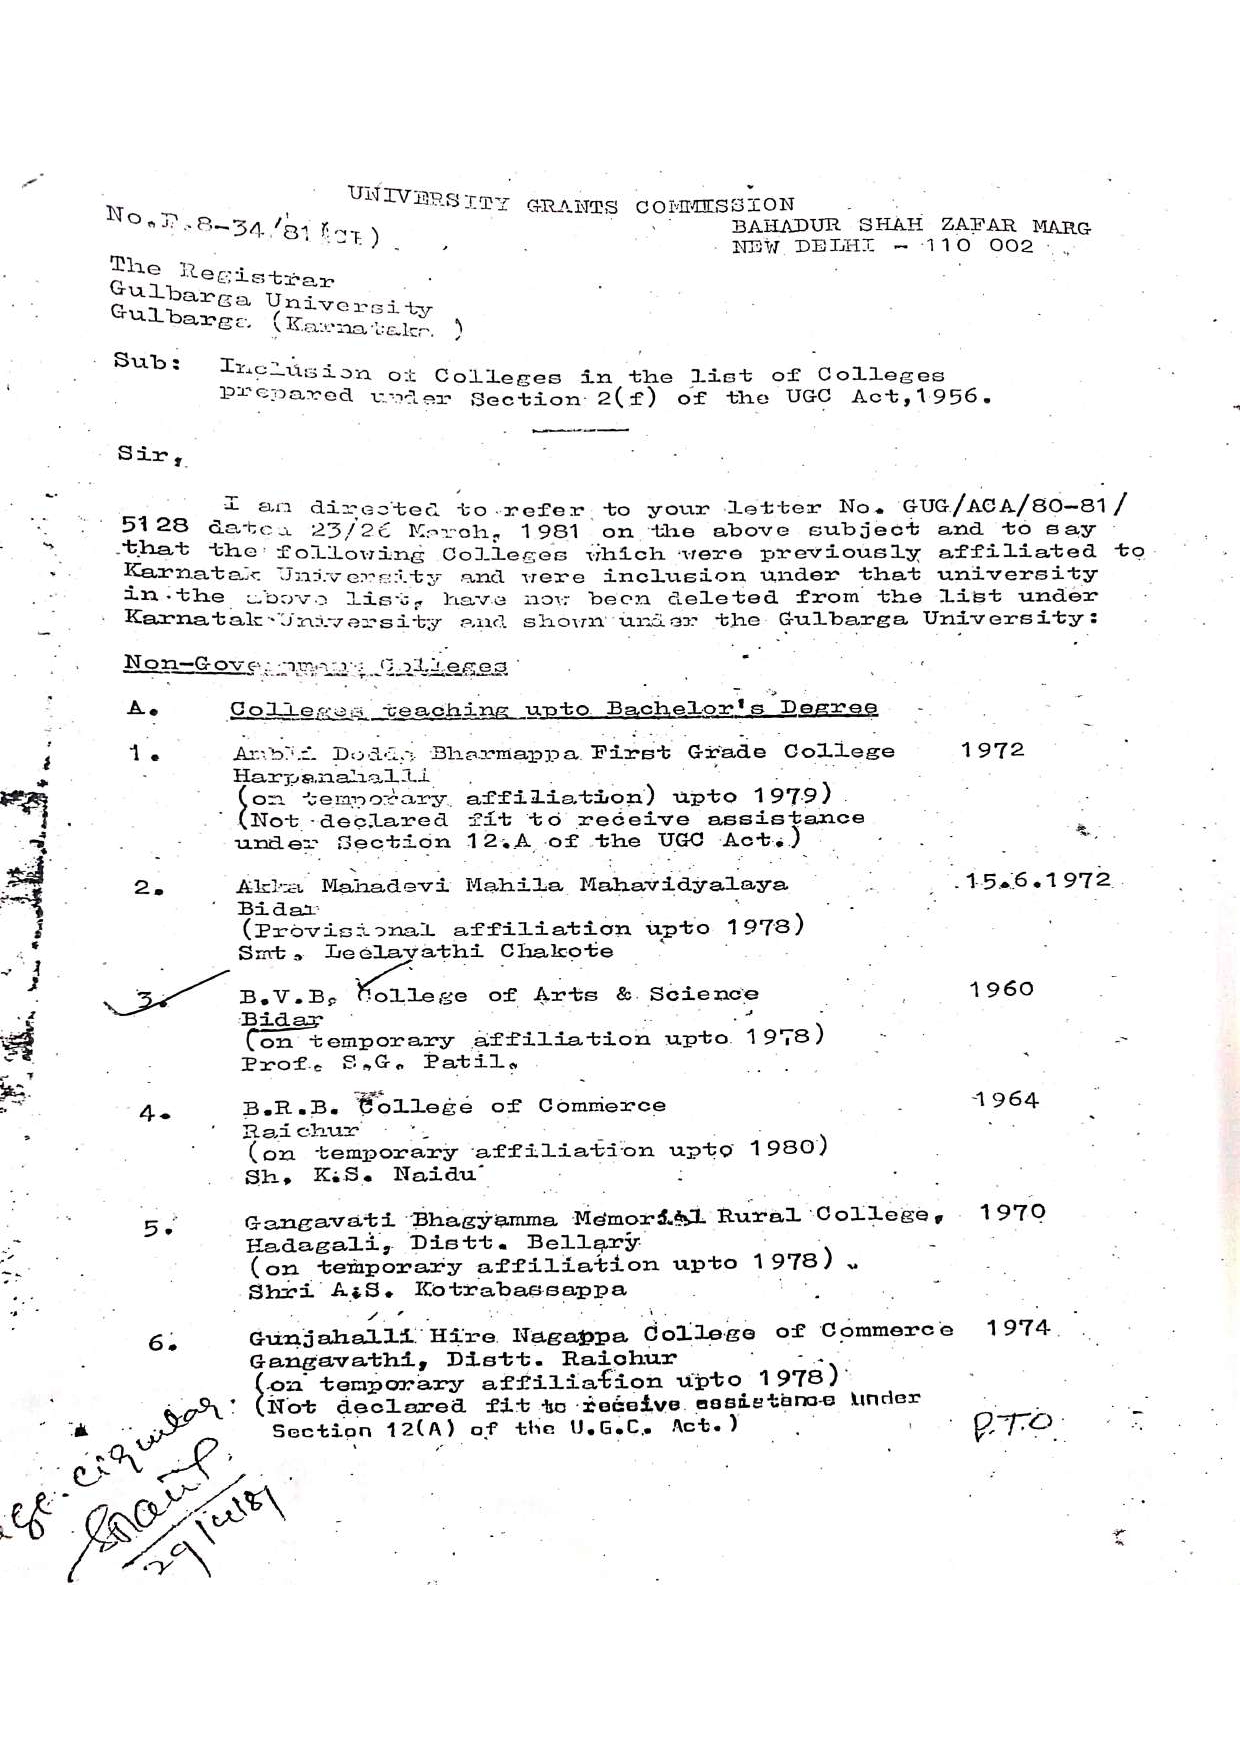 UNIVERSITY GRANTS COMMISSION
No.F.8-34/81(CT)
BAHADUR SHAH ZAFAR MARG
NEW DELHI - 110 002
The Registrar
Gulbarga University
Gulbarga (Karnataka )
Sub: Inclusion of Colleges in the list of Colleges
prepared under Section 2(f) of the UGC Act,1956.
Sir,
I am directed to refer to your letter No. GUG/ACA/80-81/
5128 dated 23/26 March, 1981 on the above subject and to say
that the following Colleges which were previously affiliated to
Karnatak University and were inclusion under that university
in the above list, have now been deleted from the list under
Karnatak University and shown under the Gulbarga University:
Non-Government Colleges
A. Colleges teaching upto Bachelor's Degree
1. Dodda Bharmappa First Grade College 1972
Harpanahalli
(on temporary affiliation) upto 1979)
(Not declared fit to receive assistance
under Section 12.A of the UGC Act.)
2. Akka Mahadevi Mahila Mahavidyalaya 15.6.1972
Bidar
(Provisional affiliation upto 1978)
Smt. Leelavathi Chakote
3. B.V.B. College of Arts & Science 1960
Bidar
(on temporary affiliation upto 1978)
Prof. S.G. Patil.
4. B.R.B. College of Commerce 1964
Raichur
(on temporary affiliation upto 1980)
Sh. K.S. Naidu
5. Gangavati Bhagyamma Memorial Rural College, 1970
Hadagali, Distt. Bellary
(on temporary affiliation upto 1978)
Shri A.S. Kotrabassappa
6. Gunjahalli Hire Nagappa College of Commerce 1974
Gangavathi, Distt. Raichur
(on temporary affiliation upto 1978)
(Not declared fit to receive assistance under
Section 12(A) of the U.G.C. Act.)
P.T.O